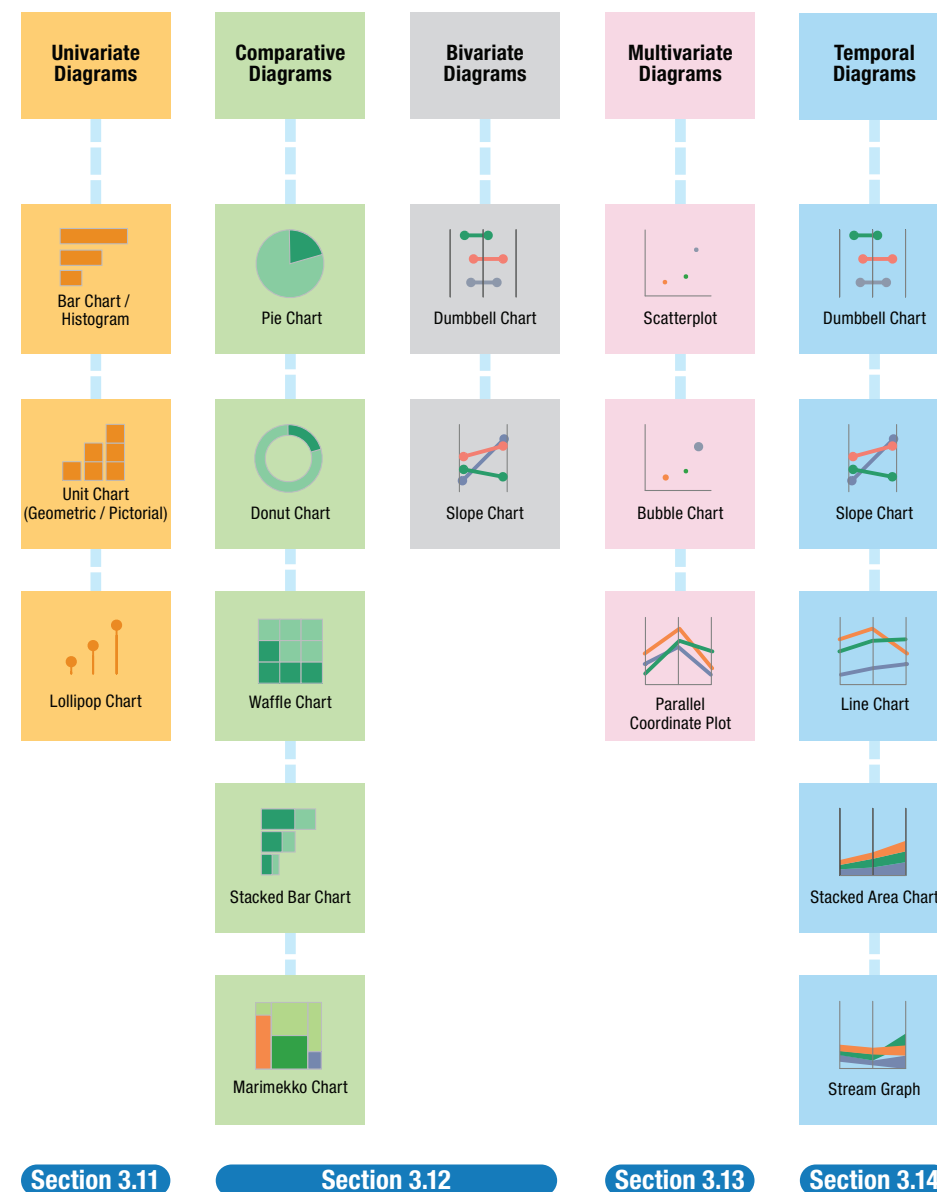 Univariate
Diagrams
Comparative
Diagrams
Bivariate
Diagrams
Multivariate
Diagrams
Temporal
Diagrams
Bar Chart /
Histogram
Pie Chart
Dumbbell Chart
Scatterplot
Dumbbell Chart
Unit Chart
(Geometric / Pictorial)
Donut Chart
Slope Chart
Bubble Chart
Slope Chart
Lollipop Chart
Waffle Chart
Parallel
Coordinate Plot
Line Chart
Stacked Bar Chart
Stacked Area Chart
Marimekko Chart
Stream Graph
Section 3.11
Section 3.12
Section 3.13
Section 3.14